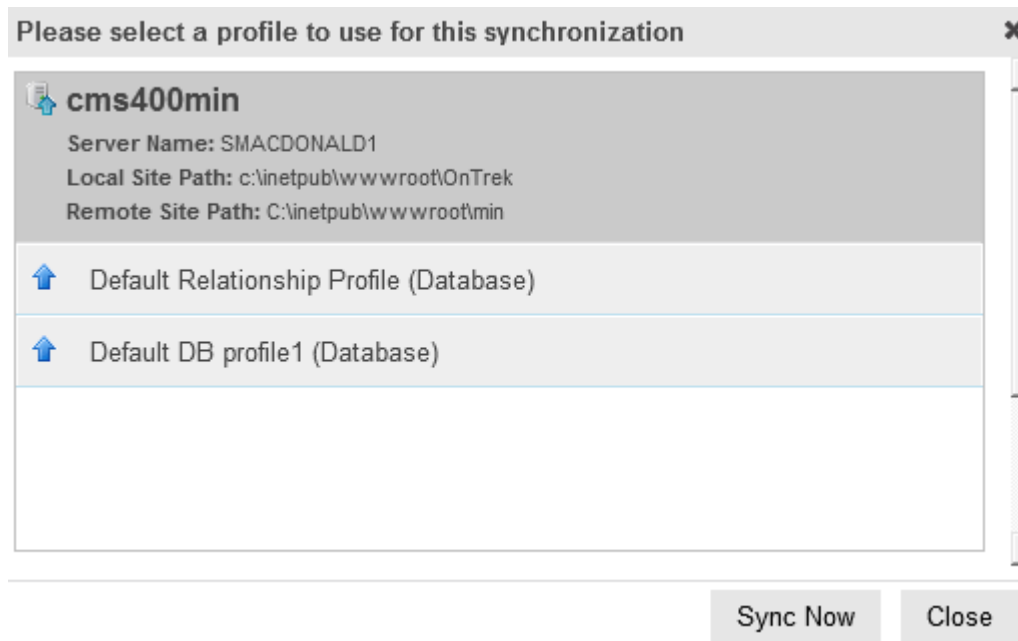 Please select a profile to use for this synchronization
cms400min
Server Name: SMACDONALD1
Local Site Path: c:\inetpub\wwwroot\OnTrek
Remote Site Path: C:\inetpub\wwwroot\min
Default Relationship Profile (Database)
Default DB profile1 (Database)
Sync Now Close